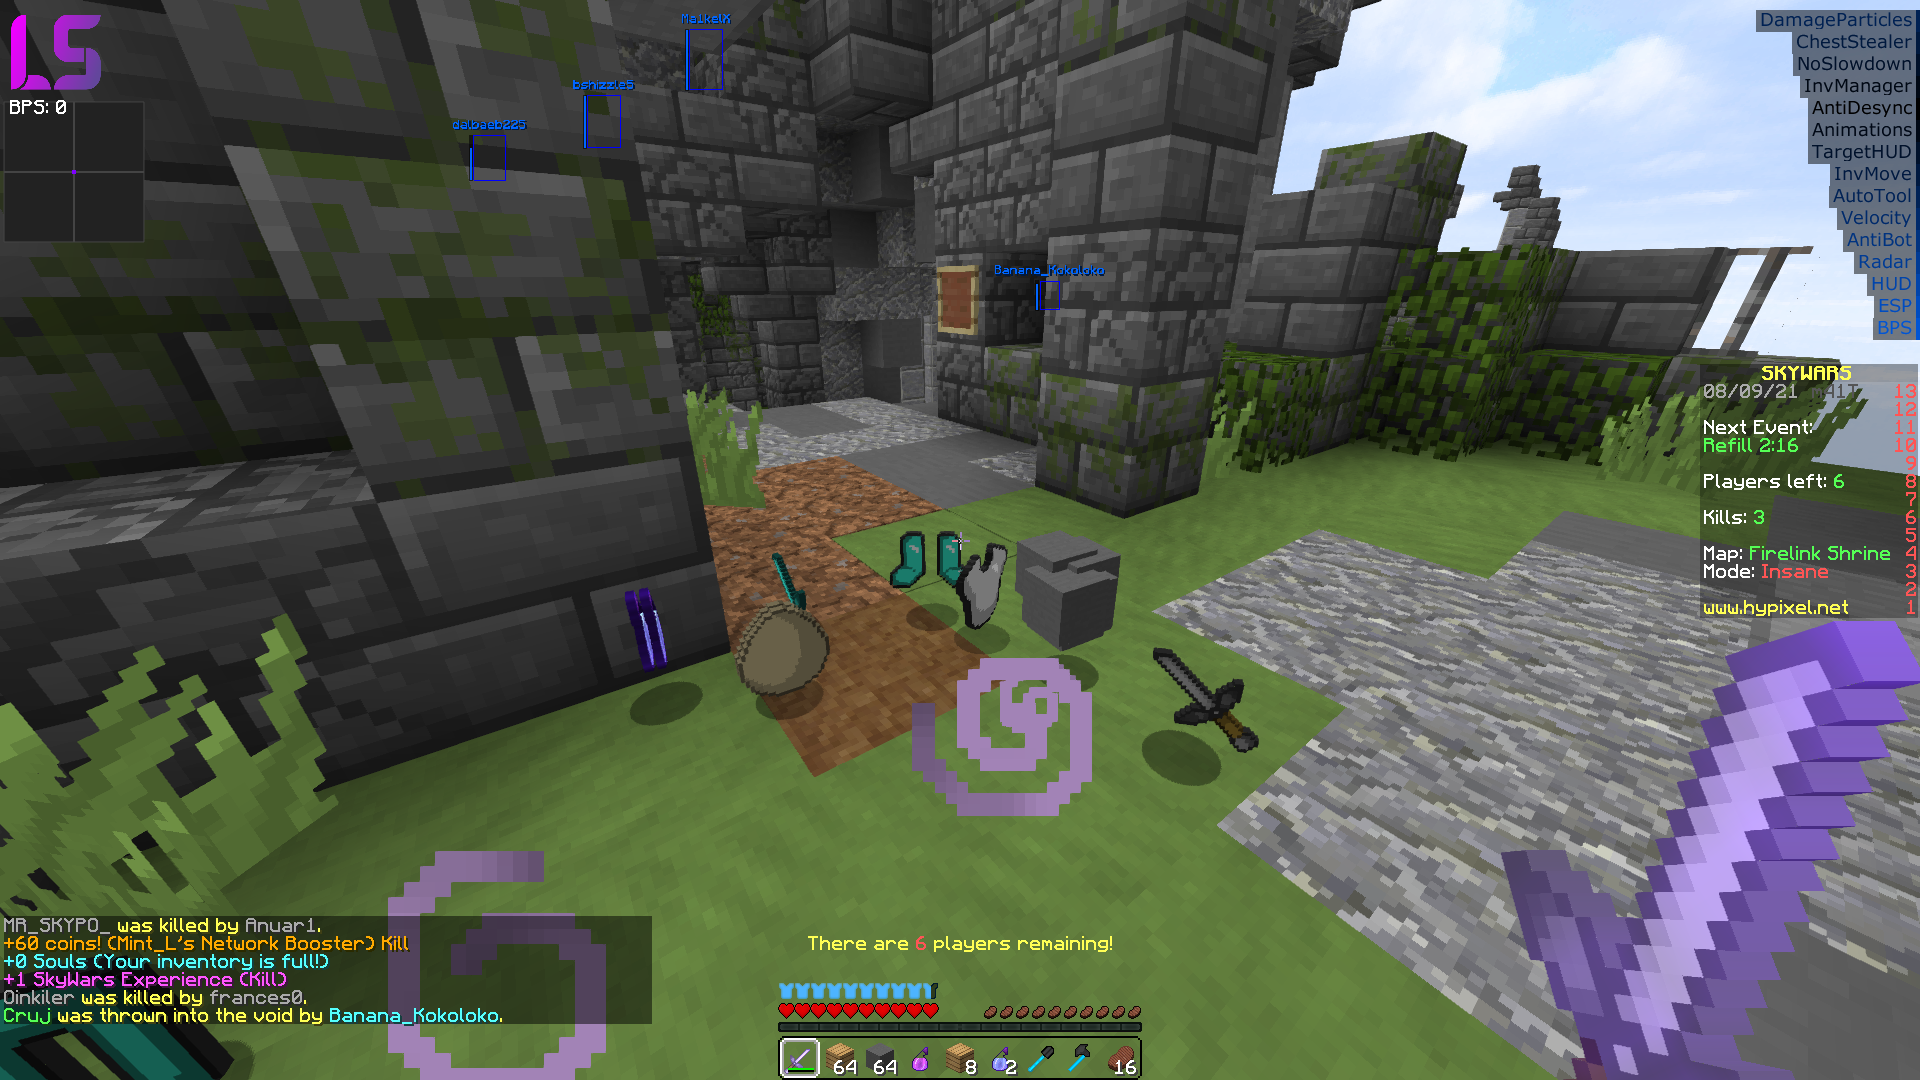 LS
BPS: 0
Ma1kelX
bshizzle5
dalbaeb225
Banana_Kokoloko
DamageParticles
ChestStealer
NoSlowdown
InvManager
AntiDesync
Animations
TargetHUD
InvMove
AutoTool
Velocity
AntiBot
Radar
HUD
ESP
BPS
SKYWARS
08/09/21 13
12
Next Event: 11
Refill 2:16 10
9
Players left: 6 8
7
Kills: 3 6
5
Map: Firelink Shrine 4
Mode: Insane 3
2
www.hypixel.net 1
MR_SKYPO_ was killed by Anuar1.
+60 coins! (Mint_L's Network Booster) Kill
+0 Souls (Your inventory is full!)
+1 SkyWars Experience (Kill)
Oinkiler was killed by frances0.
Cruj was thrown into the void by Banana_Kokoloko.
There are 6 players remaining!
64 64 8 2 16